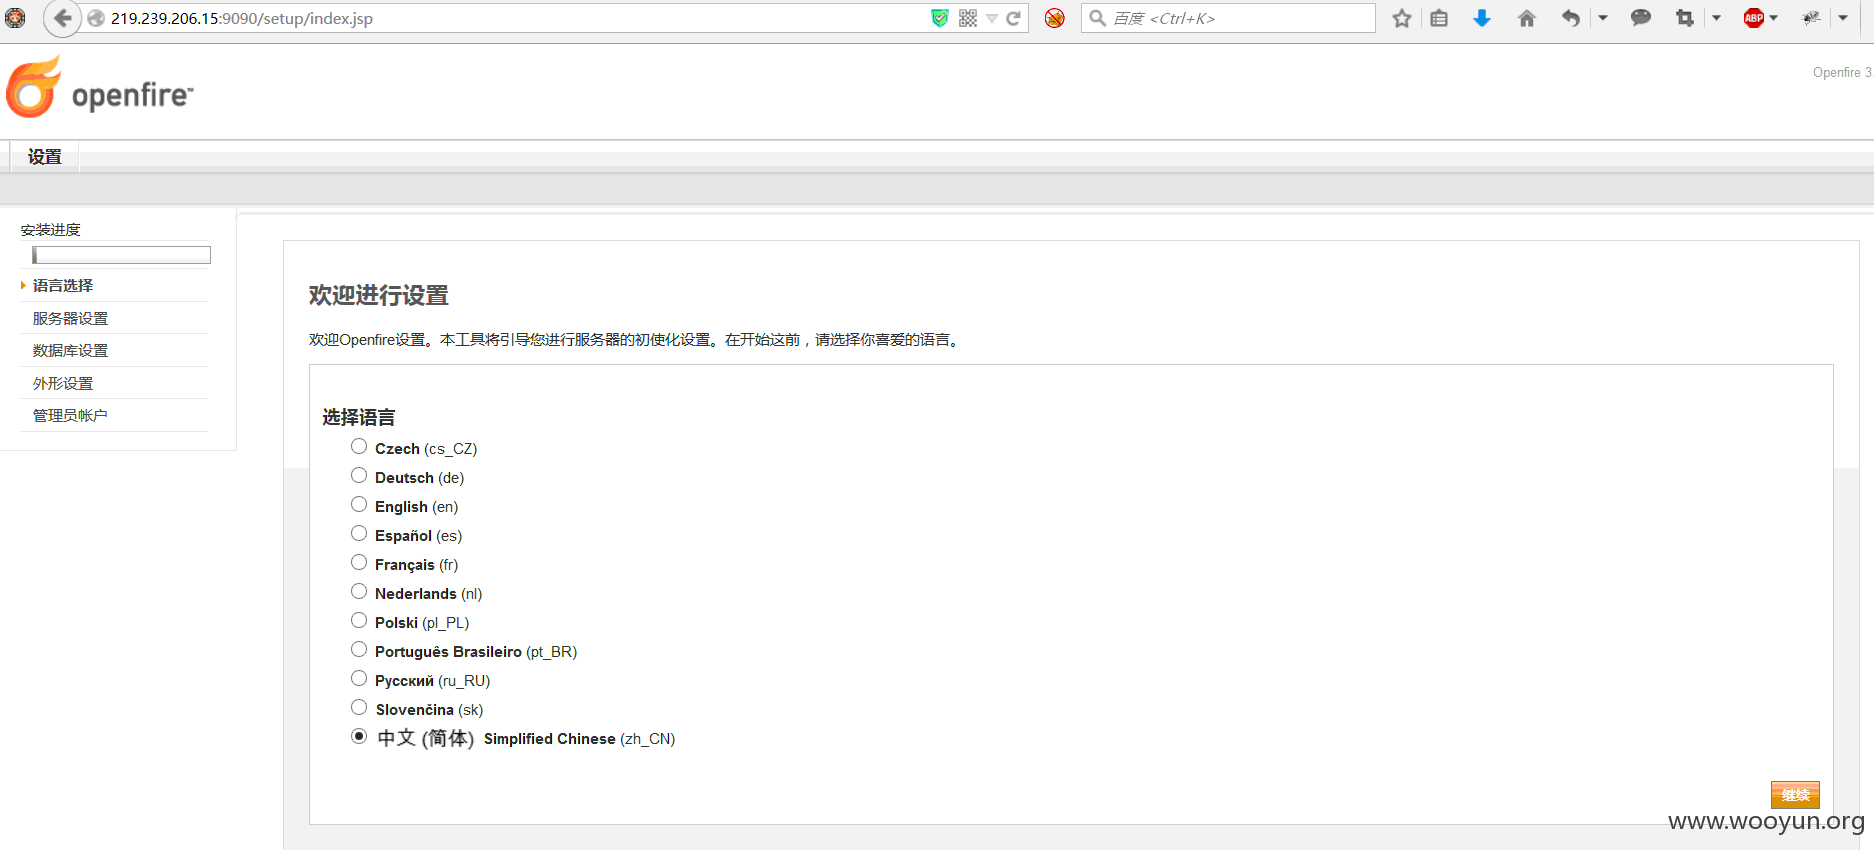 219.239.206.15:9090/setup/index.jsp
百度 <Ctrl+K>
ABP
openfire™
Openfire 3.
设置
安装进度
语言选择
服务器设置
数据库设置
外形设置
管理员帐户
欢迎进行设置
欢迎Openfire设置。本工具将引导您进行服务器的初使化设置。在开始这前，请选择你喜爱的语言。
选择语言
Czech (cs_CZ)
Deutsch (de)
English (en)
Español (es)
Français (fr)
Nederlands (nl)
Polski (pl_PL)
Português Brasileiro (pt_BR)
Русский (ru_RU)
Slovenčina (sk)
中文 (简体) Simplified Chinese (zh_CN)
继续
www.wooyun.org